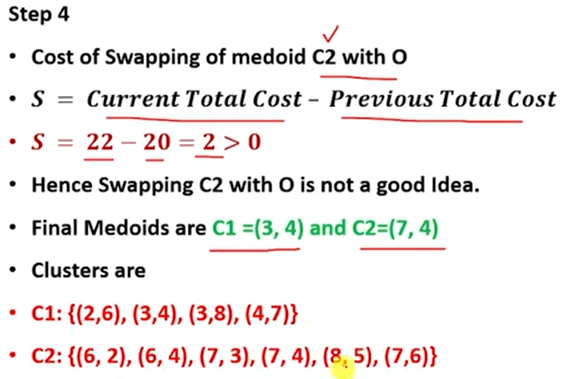 Step 4
• Cost of Swapping of medoid C2 with O
• S = Current Total Cost – Previous Total Cost
• S = 22 − 20 = 2 > 0
• Hence Swapping C2 with O is not a good Idea.
• Final Medoids are C1 =(3, 4) and C2=(7, 4)
• Clusters are
• C1: {(2,6), (3,4), (3,8), (4,7)}
• C2: {(6, 2), (6, 4), (7, 3), (7, 4), (8, 5), (7,6)}